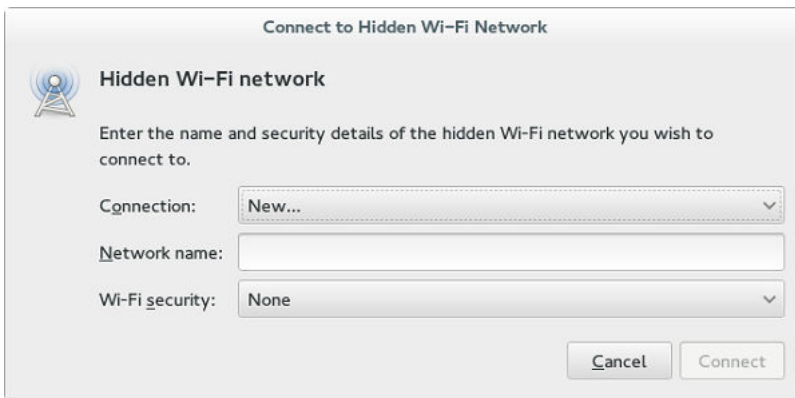 Connect to Hidden Wi-Fi Network
Hidden Wi-Fi network
Enter the name and security details of the hidden Wi-Fi network you wish to
connect to.
Connection: New...
Network name:
Wi-Fi security: None
Cancel Connect